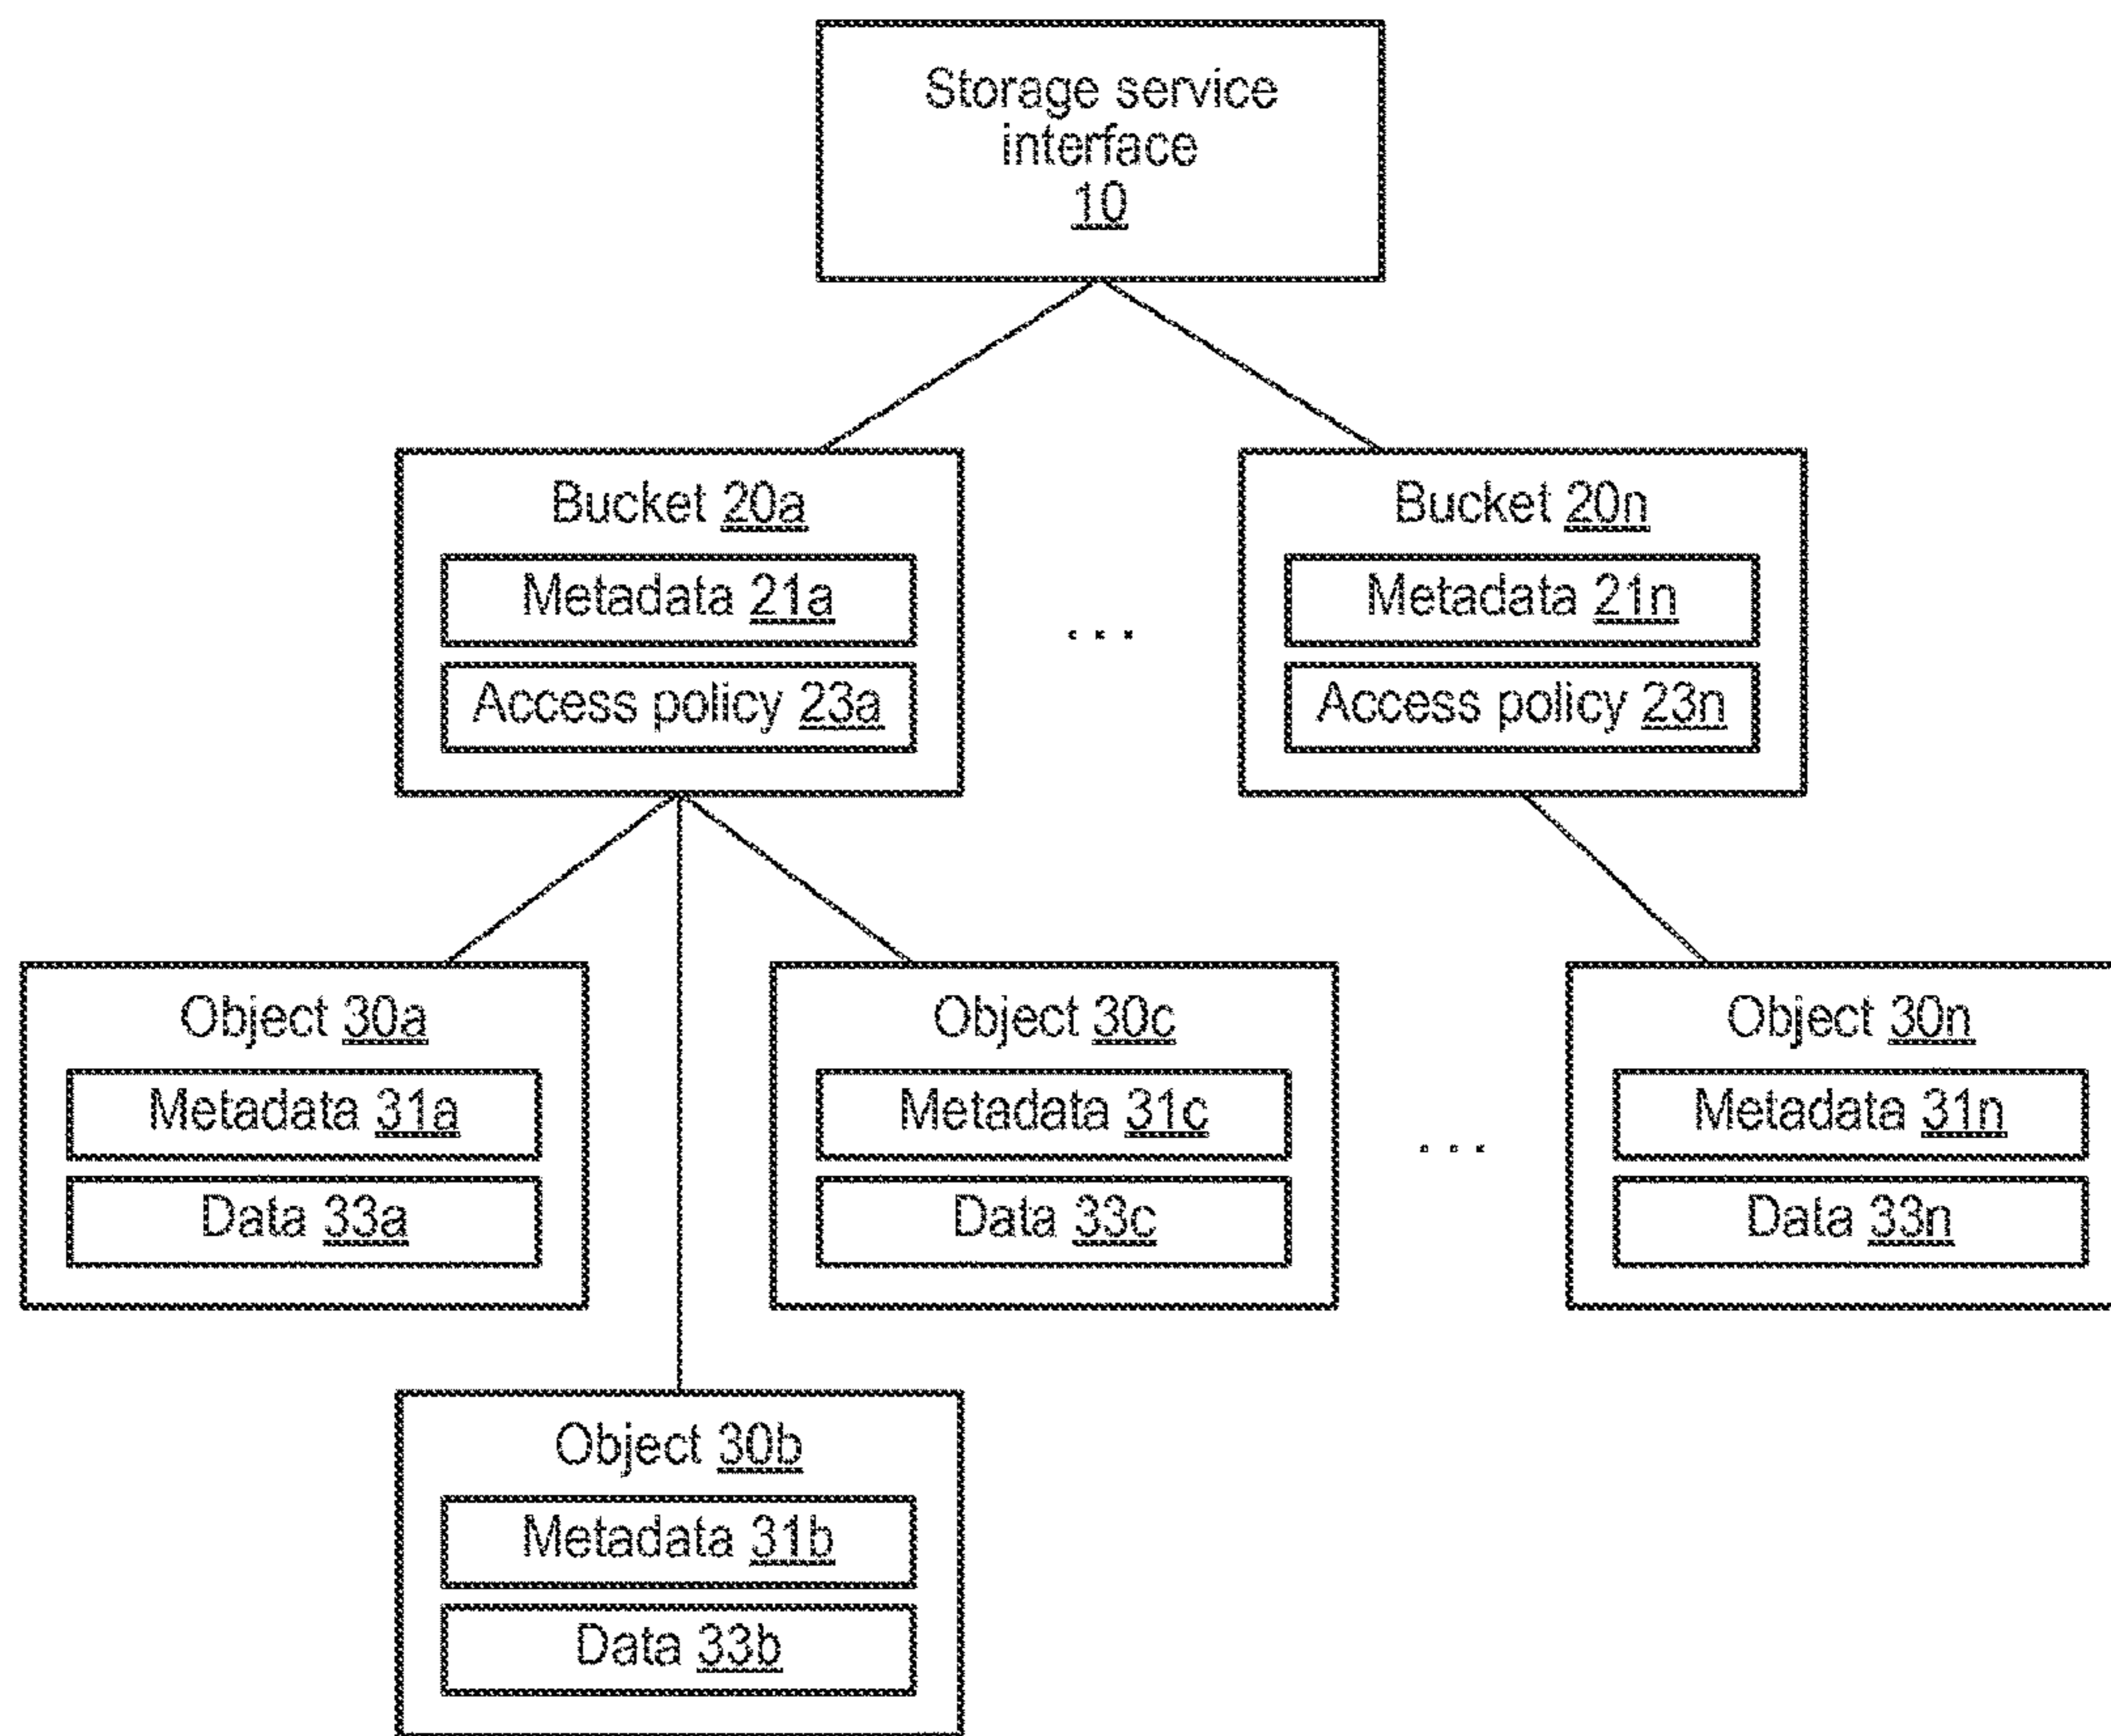 Storage service
interface
10
Bucket 20a
Metadata 21a
Access policy 23a
...
Bucket 20n
Metadata 21n
Access policy 23n
Object 30a
Metadata 31a
Data 33a
Object 30c
Metadata 31c
Data 33c
...
Object 30n
Metadata 31n
Data 33n
Object 30b
Metadata 31b
Data 33b